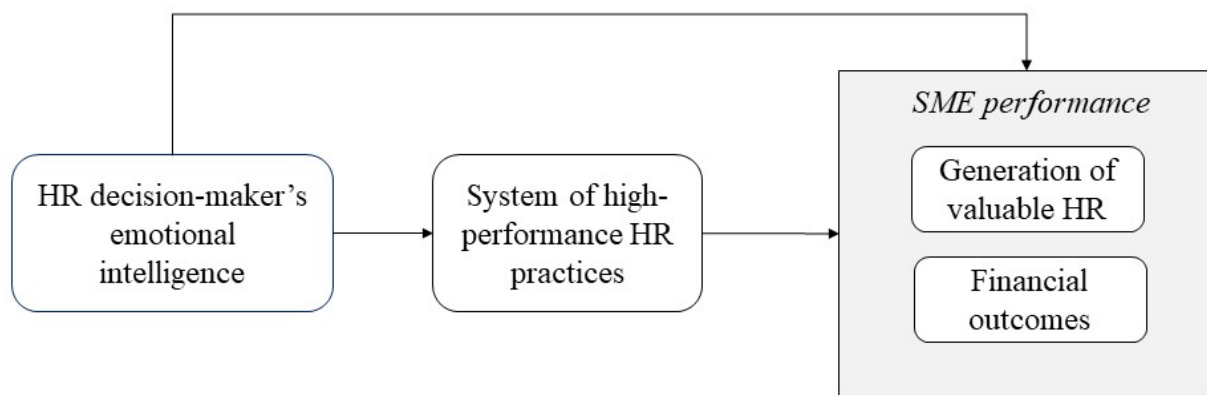 SME performance
HR decision-maker’s
emotional
intelligence
System of high-
performance HR
practices
Generation of
valuable HR
Financial
outcomes